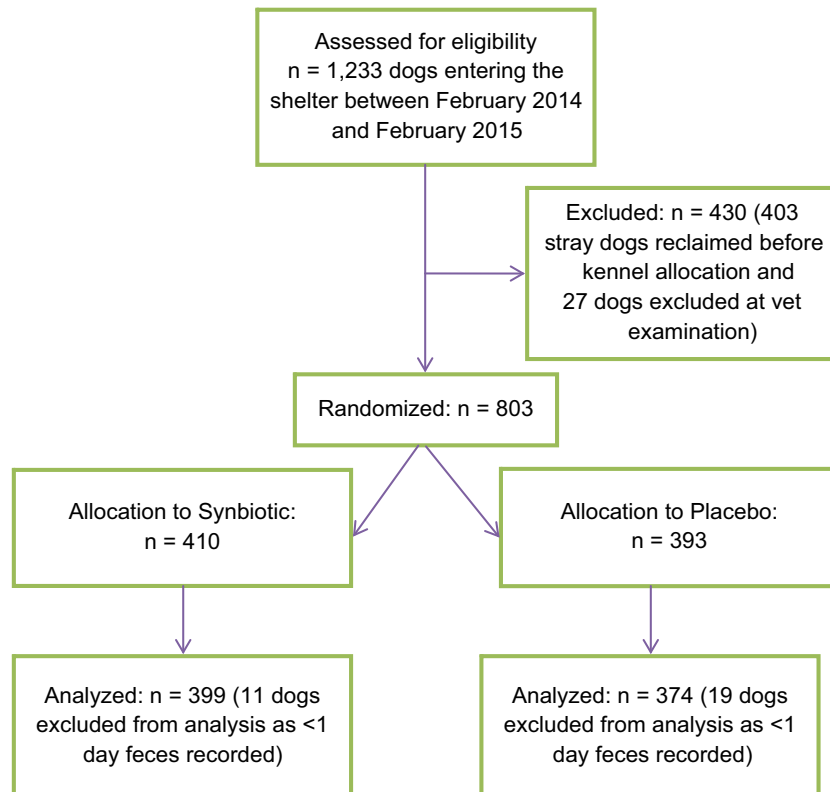 Assessed for eligibility
n = 1,233 dogs entering the
shelter between February 2014
and February 2015
Excluded: n = 430 (403
stray dogs reclaimed before
kennel allocation and
27 dogs excluded at vet
examination)
Randomized: n = 803
Allocation to Synbiotic:
n = 410
Allocation to Placebo:
n = 393
Analyzed: n = 399 (11 dogs
excluded from analysis as <1
day feces recorded)
Analyzed: n = 374 (19 dogs
excluded from analysis as <1
day feces recorded)